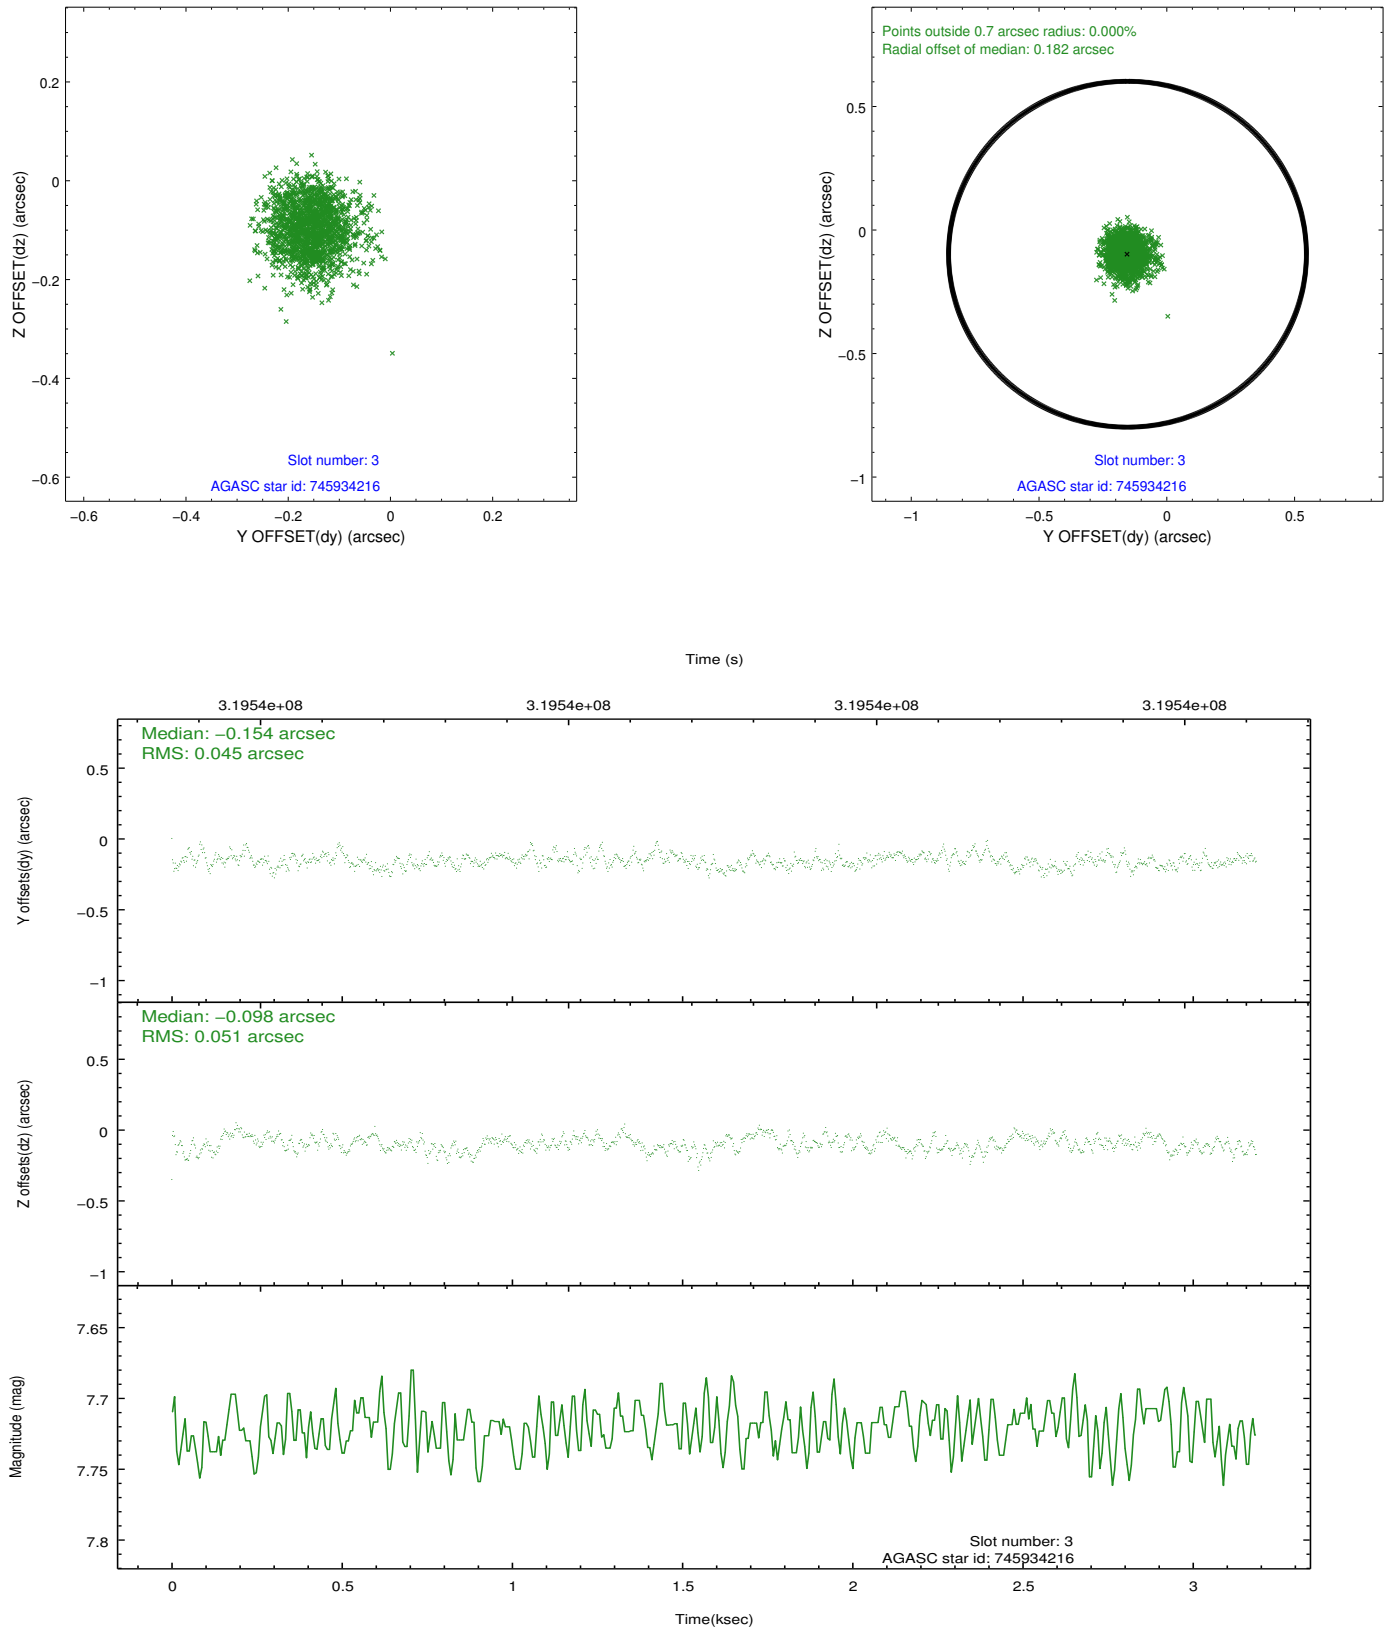 0.2
0
−0.2
−0.4
−0.6
Z OFFSET(dz) (arcsec)
Slot number: 3
AGASC star id: 745934216
−0.6
−0.4
−0.2
0
0.2
Y OFFSET(dy) (arcsec)
Points outside 0.7 arcsec radius: 0.000%
Radial offset of median: 0.182 arcsec
0.5
0
−0.5
−1
Z OFFSET(dz) (arcsec)
Slot number: 3
AGASC star id: 745934216
−1
−0.5
0
0.5
Y OFFSET(dy) (arcsec)
Time (s)
3.1954e+08
3.1954e+08
3.1954e+08
3.1954e+08
Median: −0.154 arcsec
RMS: 0.045 arcsec
0.5
0
−0.5
−1
Y offsets(dy) (arcsec)
Median: −0.098 arcsec
RMS: 0.051 arcsec
0.5
0
−0.5
−1
Z offsets(dz) (arcsec)
7.65
7.7
7.75
7.8
Magnitude (mag)
Slot number: 3
AGASC star id: 745934216
0
0.5
1
1.5
2
2.5
3
Time(ksec)